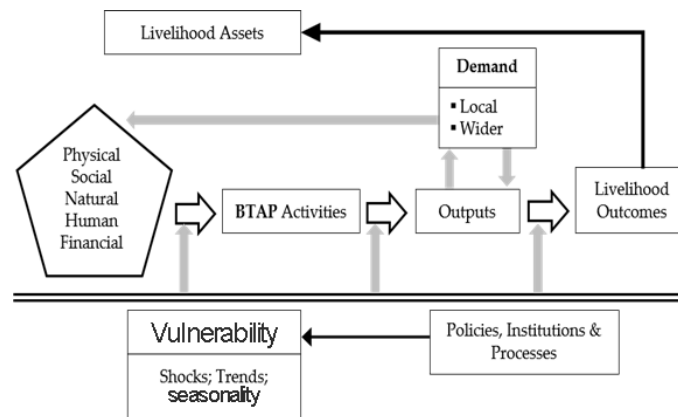 Livelihood Assets
Demand
▪ Local
▪ Wider
Physical
Social
Natural
Human
Financial
BTAP Activities
Outputs
Livelihood
Outcomes
Vulnerability
Shocks; Trends;
seasonality
Policies, Institutions &
Processes